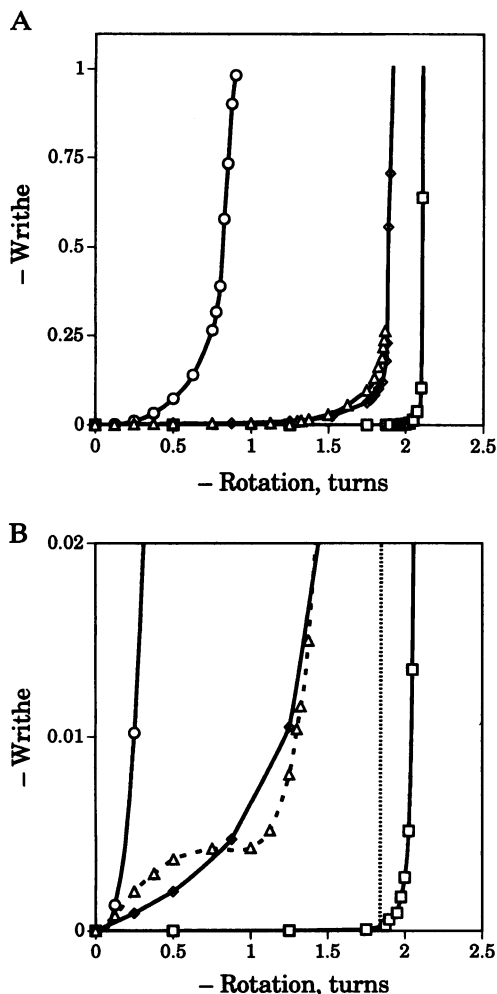 A
1
0.75
0.5
0.25
0
– Writhe
0 0.5 1 1.5 2 2.5
– Rotation, turns
B
0.02
0.01
0
– Writhe
0 0.5 1 1.5 2 2.5
– Rotation, turns